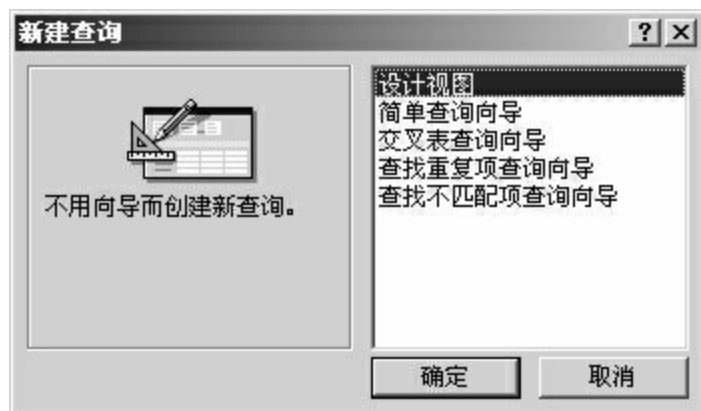 新建查询
不用向导而创建新查询。
设计视图
简单查询向导
交叉表查询向导
查找重复项查询向导
查找不匹配项查询向导
确定
取消